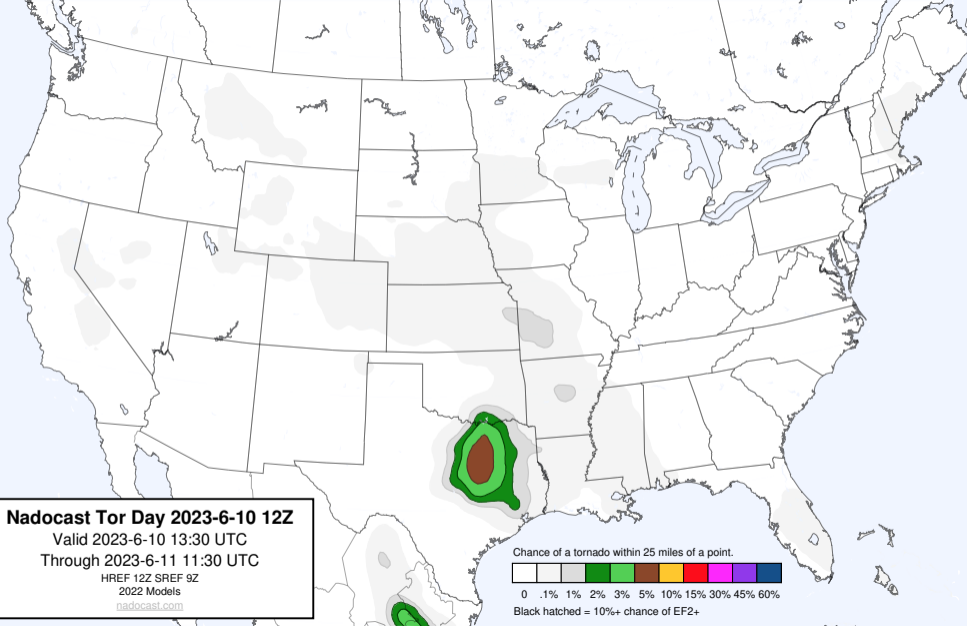 Nadocast Tor Day 2023-6-10 12Z
Valid 2023-6-10 13:30 UTC
Through 2023-6-11 11:30 UTC
HREF 12Z SREF 9Z
2022 Models
nadocast.com
Chance of a tornado within 25 miles of a point.
0 .1% 1% 2% 3% 5% 10% 15% 30% 45% 60%
Black hatched = 10%+ chance of EF2+